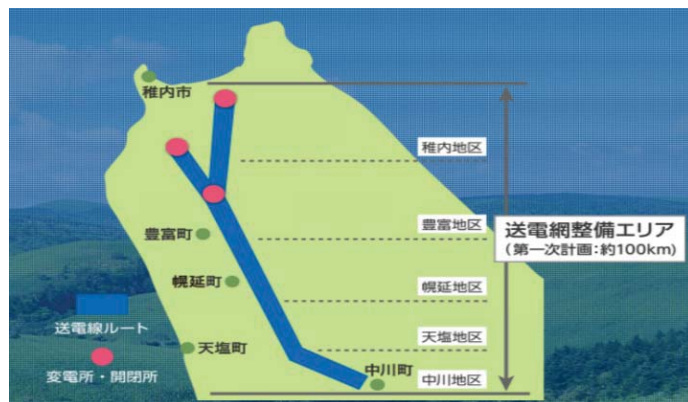 稚内市
稚内地区
豊富町
豊富地区
送電網整備エリア
(第一次計画:約100km)
幌延町
幌延地区
送電線ルート
天塩町
天塩地区
変電所・開閉所
中川町
中川地区